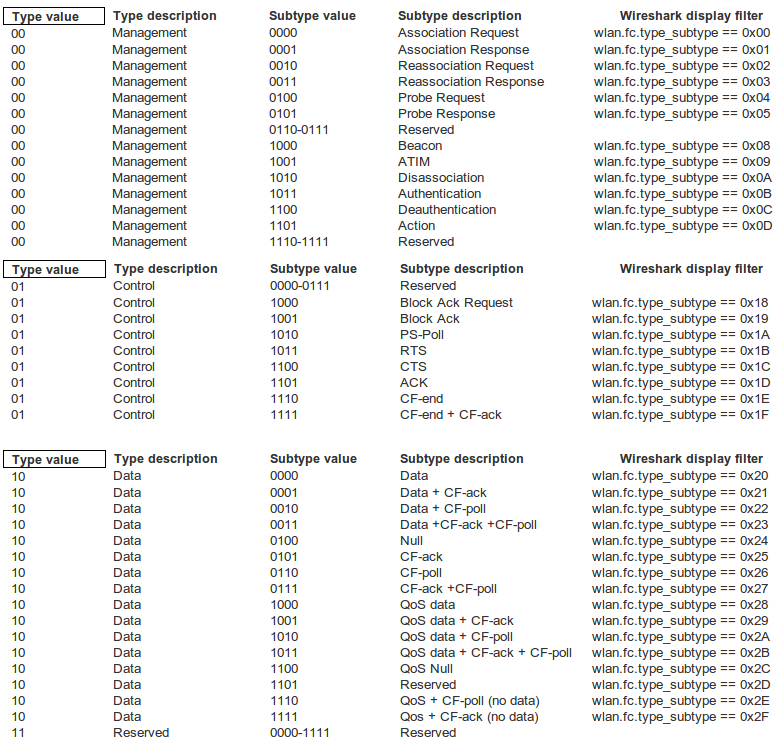 Type value Type description Subtype value Subtype description Wireshark display filter
00 Management 0000 Association Request wlan.fc.type_subtype == 0x00
00 Management 0001 Association Response wlan.fc.type_subtype == 0x01
00 Management 0010 Reassociation Request wlan.fc.type_subtype == 0x02
00 Management 0011 Reassociation Response wlan.fc.type_subtype == 0x03
00 Management 0100 Probe Request wlan.fc.type_subtype == 0x04
00 Management 0101 Probe Response wlan.fc.type_subtype == 0x05
00 Management 0110-0111 Reserved
00 Management 1000 Beacon wlan.fc.type_subtype == 0x08
00 Management 1001 ATIM wlan.fc.type_subtype == 0x09
00 Management 1010 Disassociation wlan.fc.type_subtype == 0x0A
00 Management 1011 Authentication wlan.fc.type_subtype == 0x0B
00 Management 1100 Deauthentication wlan.fc.type_subtype == 0x0C
00 Management 1101 Action wlan.fc.type_subtype == 0x0D
00 Management 1110-1111 Reserved
Type value Type description Subtype value Subtype description Wireshark display filter
01 Control 0000-0111 Reserved
01 Control 1000 Block Ack Request wlan.fc.type_subtype == 0x18
01 Control 1001 Block Ack wlan.fc.type_subtype == 0x19
01 Control 1010 PS-Poll wlan.fc.type_subtype == 0x1A
01 Control 1011 RTS wlan.fc.type_subtype == 0x1B
01 Control 1100 CTS wlan.fc.type_subtype == 0x1C
01 Control 1101 ACK wlan.fc.type_subtype == 0x1D
01 Control 1110 CF-end wlan.fc.type_subtype == 0x1E
01 Control 1111 CF-end + CF-ack wlan.fc.type_subtype == 0x1F
Type value Type description Subtype value Subtype description Wireshark display filter
10 Data 0000 Data wlan.fc.type_subtype == 0x20
10 Data 0001 Data + CF-ack wlan.fc.type_subtype == 0x21
10 Data 0010 Data + CF-poll wlan.fc.type_subtype == 0x22
10 Data 0011 Data +CF-ack +CF-poll wlan.fc.type_subtype == 0x23
10 Data 0100 Null wlan.fc.type_subtype == 0x24
10 Data 0101 CF-ack wlan.fc.type_subtype == 0x25
10 Data 0110 CF-poll wlan.fc.type_subtype == 0x26
10 Data 0111 CF-ack +CF-poll wlan.fc.type_subtype == 0x27
10 Data 1000 QoS data wlan.fc.type_subtype == 0x28
10 Data 1001 QoS data + CF-ack wlan.fc.type_subtype == 0x29
10 Data 1010 QoS data + CF-poll wlan.fc.type_subtype == 0x2A
10 Data 1011 QoS data + CF-ack + CF-poll wlan.fc.type_subtype == 0x2B
10 Data 1100 QoS Null wlan.fc.type_subtype == 0x2C
10 Data 1101 Reserved wlan.fc.type_subtype == 0x2D
10 Data 1110 QoS + CF-poll (no data) wlan.fc.type_subtype == 0x2E
10 Data 1111 Qos + CF-ack (no data) wlan.fc.type_subtype == 0x2F
11 Reserved 0000-1111 Reserved